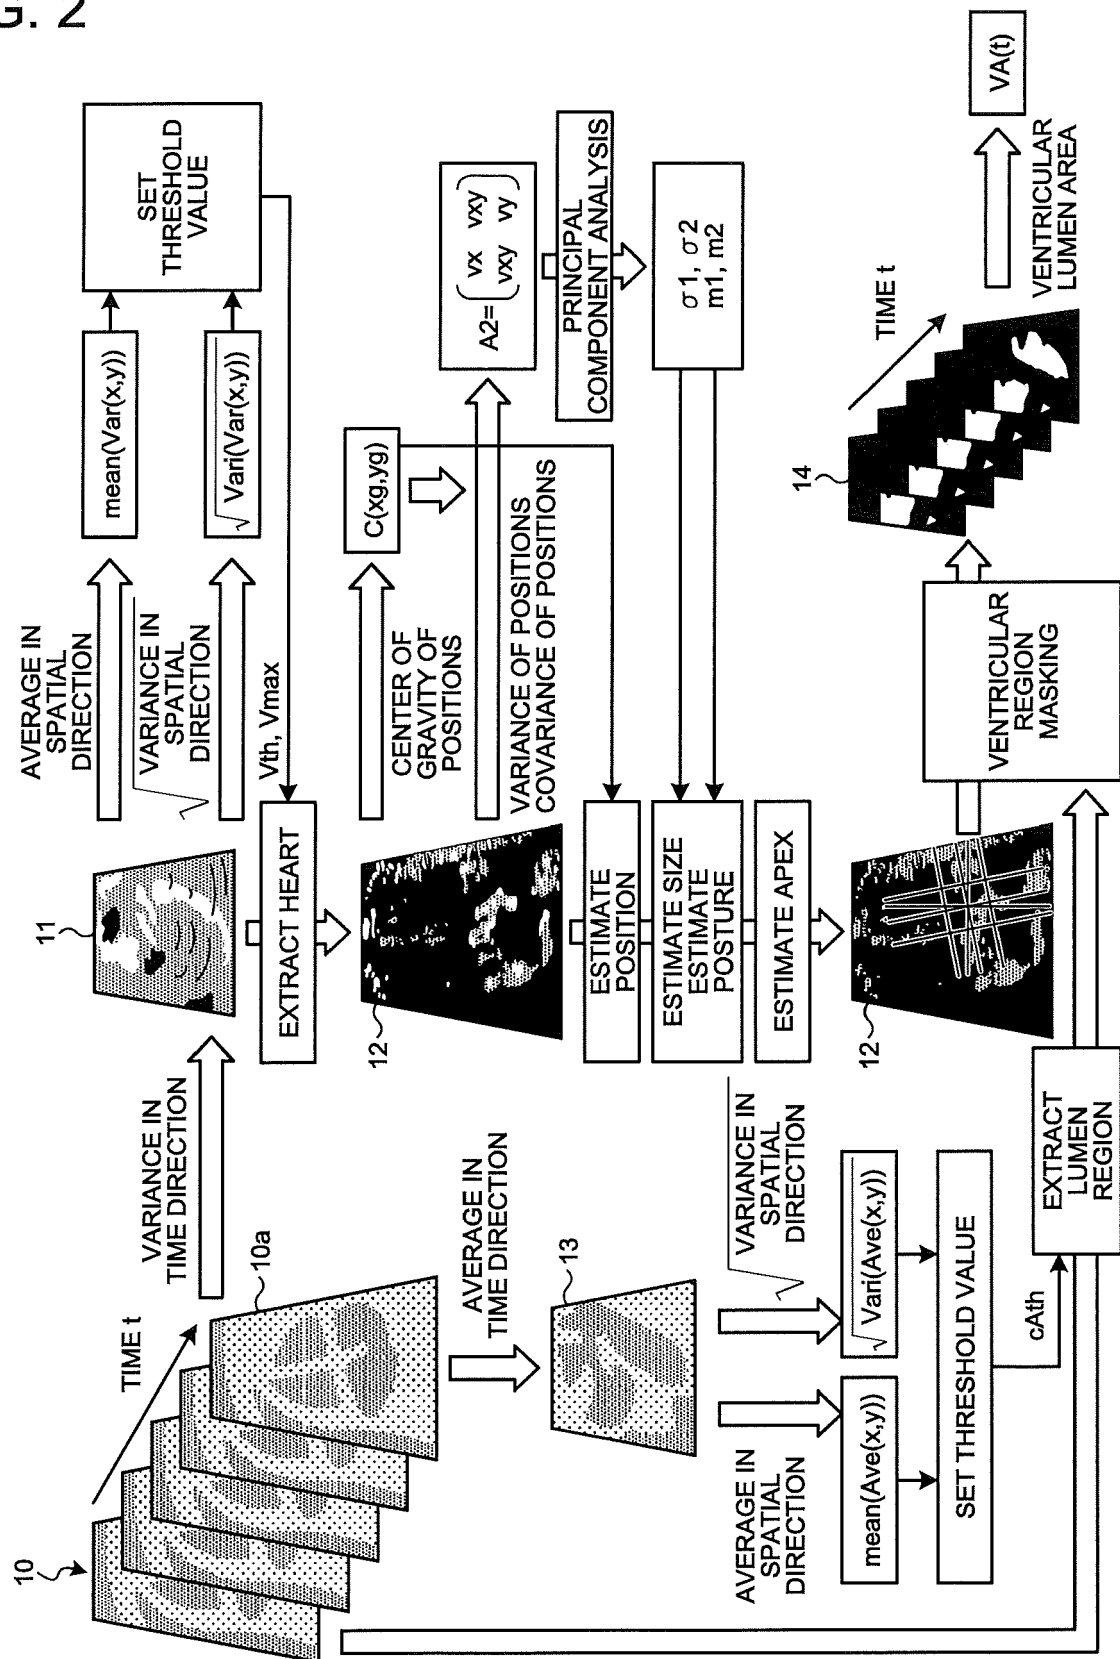 G. 2
10
TIME t
10a
VARIANCE IN
TIME DIRECTION
11
AVERAGE IN
SPATIAL
DIRECTION
mean(Var(x,y))
SET
THRESHOLD
VALUE
√VARIANCE IN
SPATIAL
DIRECTION
√Vari(Var(x,y))
Vth, Vmax
EXTRACT HEART
12
CENTER OF
GRAVITY OF
POSITIONS
C(xg,yg)
VARIANCE OF POSITIONS
COVARIANCE OF POSITIONS
A2= ( vx vxy
vxy vy )
PRINCIPAL
COMPONENT ANALYSIS
σ1, σ2
m1, m2
ESTIMATE
POSITION
ESTIMATE SIZE
ESTIMATE
POSTURE
ESTIMATE APEX
12
AVERAGE IN
TIME DIRECTION
13
AVERAGE IN
SPATIAL
DIRECTION
√VARIANCE IN
SPATIAL
DIRECTION
mean(Ave(x,y))
√Vari(Ave(x,y))
SET THRESHOLD VALUE
cAth
EXTRACT
LUMEN
REGION
VENTRICULAR
REGION
MASKING
14
TIME t
VENTRICULAR
LUMEN AREA
VA(t)